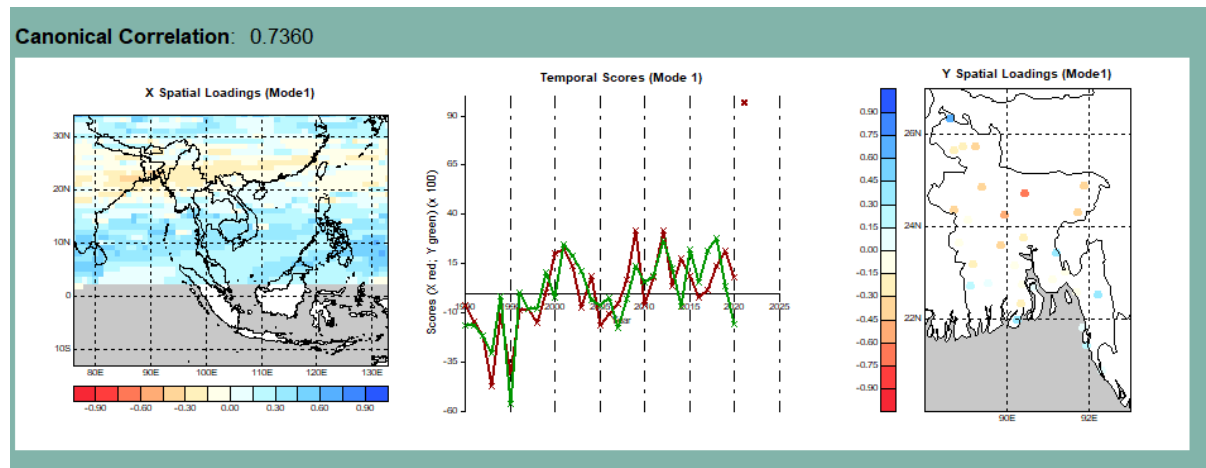 Canonical Correlation: 0.7360
X Spatial Loadings (Mode1)
30N
20N
10N
0
10S
80E 90E 100E 110E 120E 130E
-0.90 -0.60 -0.30 0.00 0.30 0.60 0.90
Temporal Scores (Mode 1)
Scores (X red; Y green) (x 100)
90
65
40
15
-10
-35
-60
2000 2005 2010 2015 2020 2025
Y Spatial Loadings (Mode1)
0.90
0.75
0.60
0.45
0.30
0.15
0.00
-0.15
-0.30
-0.45
-0.60
-0.75
-0.90
26N
24N
22N
90E 92E